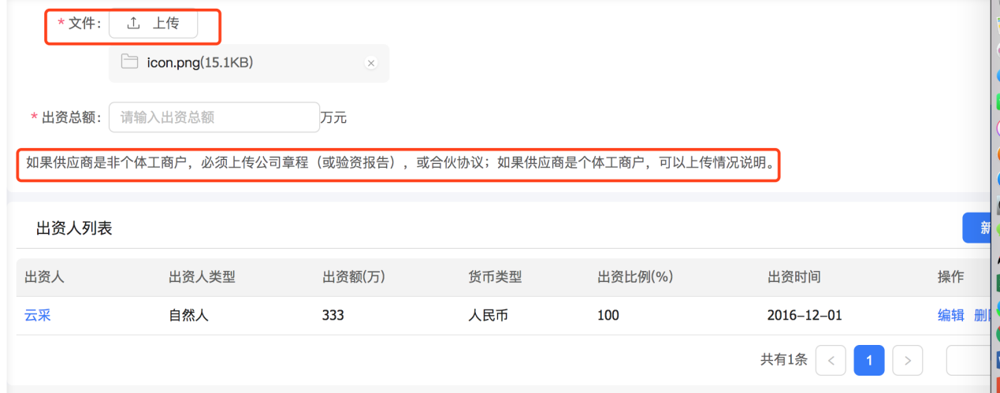 * 文件： 上传
icon.png(15.1KB)
* 出资总额： 请输入出资总额 万元
如果供应商是非个体工商户，必须上传公司章程（或验资报告），或合伙协议；如果供应商是个体工商户，可以上传情况说明。
出资人列表 新
出资人 出资人类型 出资额(万) 货币类型 出资比例(%) 出资时间 操作
云采 自然人 333 人民币 100 2016-12-01 编辑
共有1条 < 1 >